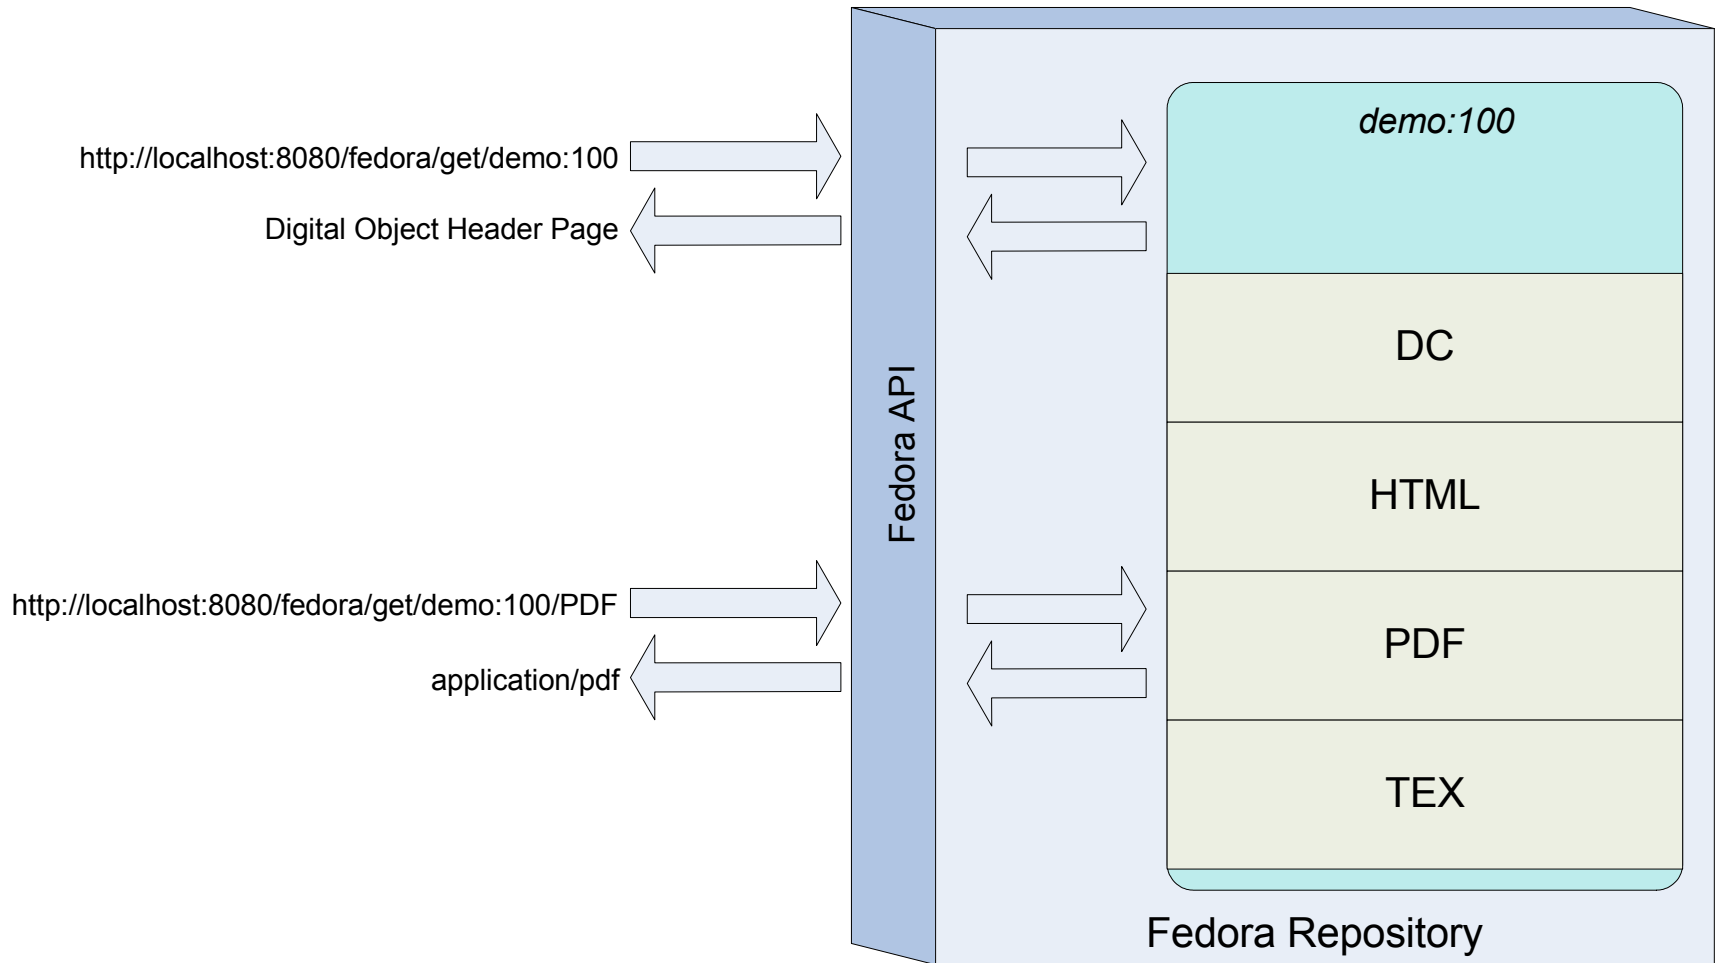 demo:100
http://localhost:8080/fedora/get/demo:100
Digital Object Header Page
DC
Fedora API
HTML
http://localhost:8080/fedora/get/demo:100/PDF
PDF
application/pdf
TEX
Fedora Repository